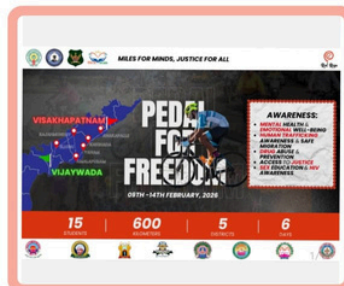 MILES FOR MINDS, JUSTICE FOR ALL
VISAKHAPATNAM
VIJAYWADA
PEDAL
FOR
FREEDOM
09TH -14TH FEBRUARY, 2026
AWARENESS:
• MENTAL HEALTH &
EMOTIONAL WELL-BEING
• HUMAN TRAFFICKING
AWARENESS & SAFE
MIGRATION
• DRUG ABUSE &
PREVENTION
• ACCESS TO JUSTICE
• SEX EDUCATION & HIV
AWARENESS
15
STUDENTS
600
KILOMETERS
5
DISTRICTS
6
DAYS